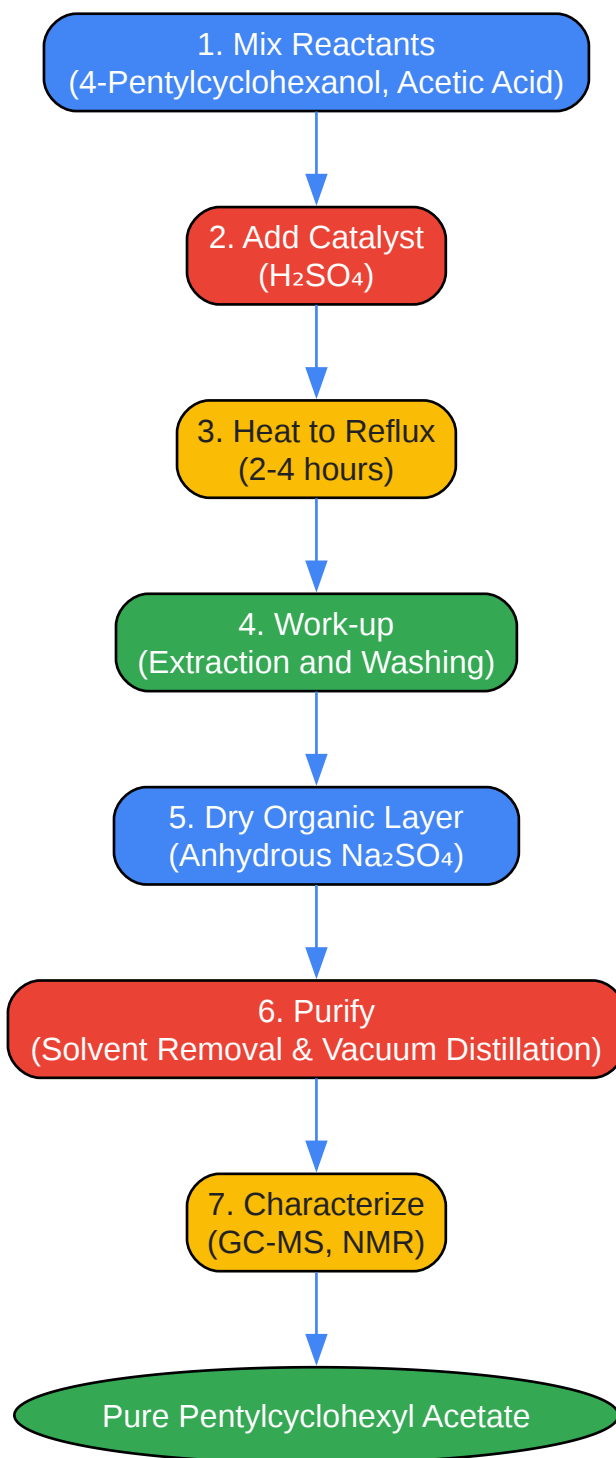 1. Mix Reactants
(4-Pentylcyclohexanol, Acetic Acid)
2. Add Catalyst
(H₂SO₄)
3. Heat to Reflux
(2-4 hours)
4. Work-up
(Extraction and Washing)
5. Dry Organic Layer
(Anhydrous Na₂SO₄)
6. Purify
(Solvent Removal & Vacuum Distillation)
7. Characterize
(GC-MS, NMR)
Pure Pentylcyclohexyl Acetate